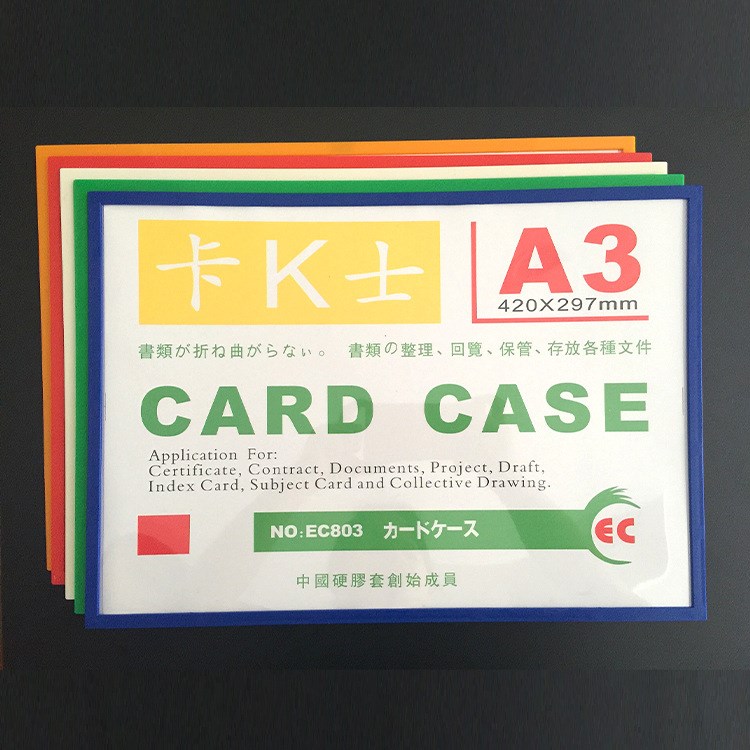 卡K士
A3
420X297mm
書類が折ね曲がらない。 書類の整理、回覧、保管、存放各種文件
CARD CASE
Application For:
Certificate, Contract, Documents, Project, Draft,
Index Card, Subject Card and Collective Drawing.
NO:EC803 カードケース
EC
中國硬膠套創始成員